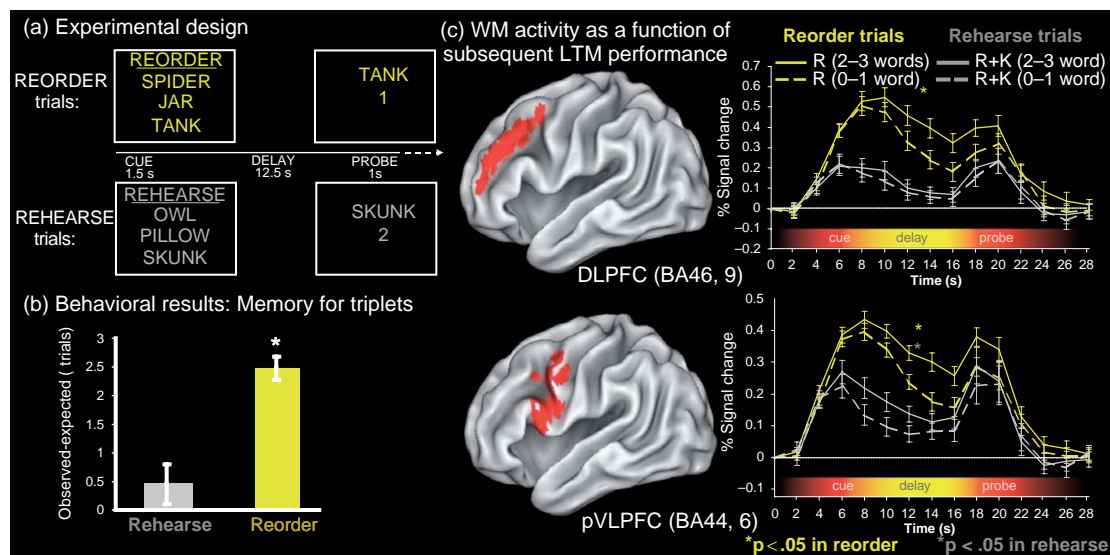 (a) Experimental design
REORDER
trials:
REORDER
SPIDER
JAR
TANK
TANK
1
CUE
1.5 s
DELAY
12.5 s
PROBE
1s
REHEARSE
trials:
REHEARSE
OWL
PILLOW
SKUNK
SKUNK
2
(b) Behavioral results: Memory for triplets
Observed-expected ( trials)
3
2.5
2
1.5
1
0.5
0
*
Rehearse
Reorder
(c) WM activity as a function of
subsequent LTM performance
Reorder trials
R (2–3 words)
R (0–1 word)
Rehearse trials
R+K (2–3 word)
R+K (0–1 word)
% Signal change
0.7
0.6
0.5
0.4
0.3
0.2
0.1
0
–0.1
–0.2
*
cue
delay
probe
0 2 4 6 8 10 12 14 16 18 20 22 24 26 28
Time (s)
DLPFC (BA46, 9)
% Signal change
0.5
0.4
0.3
0.2
0.1
0
–0.1
*
*
cue
delay
probe
0 2 4 6 8 10 12 14 16 18 20 22 24 26 28
Time (s)
pVLPFC (BA44, 6)
*p < .05 in reorder
*p < .05 in rehearse